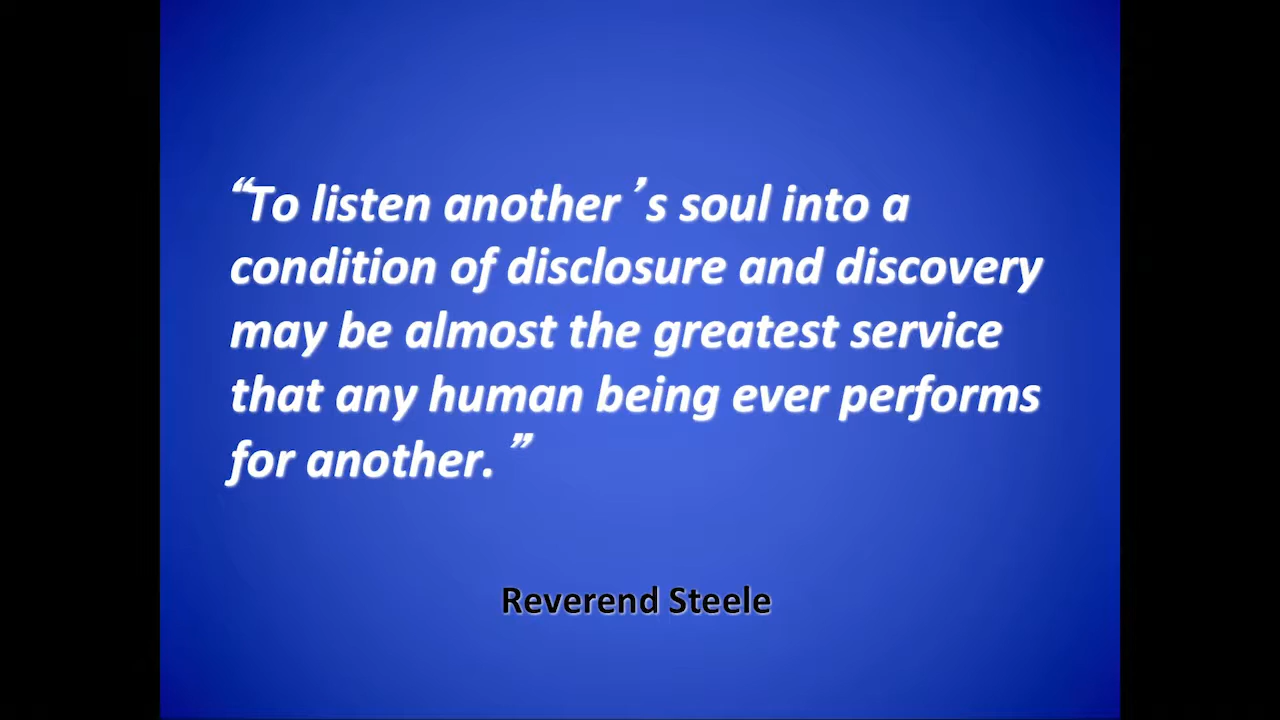 “To listen another’s soul into a
condition of disclosure and discovery
may be almost the greatest service
that any human being ever performs
for another.”
Reverend Steele